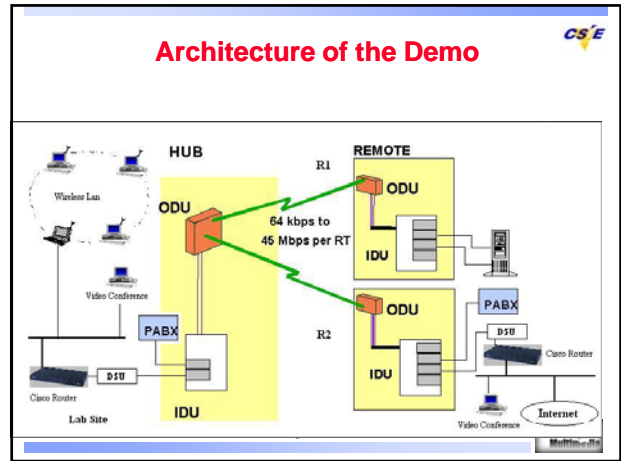 CSIE
Architecture of the Demo
HUB
REMOTE
R1
Wireless Lan
ODU
ODU
64 kbps to
45 Mbps per RT
IDU
Video Conference
PABX
ODU
PABX
R2
DSU
DSU
IDU
Cisco Router
Cisco Router
Lab Site
IDU
Video Conference
Internet
Multimedia